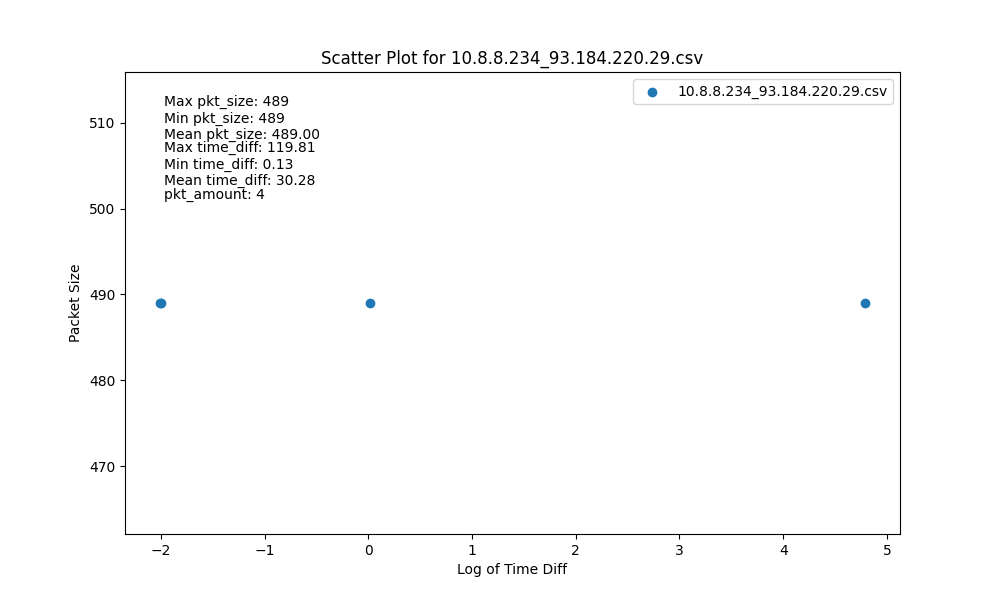 Scatter Plot for 10.8.8.234_93.184.220.29.csv
10.8.8.234_93.184.220.29.csv
Max pkt_size: 489
Min pkt_size: 489
Mean pkt_size: 489.00
Max time_diff: 119.81
Min time_diff: 0.13
Mean time_diff: 30.28
pkt_amount: 4
510
500
490
480
470
Packet Size
−2 −1 0 1 2 3 4 5
Log of Time Diff